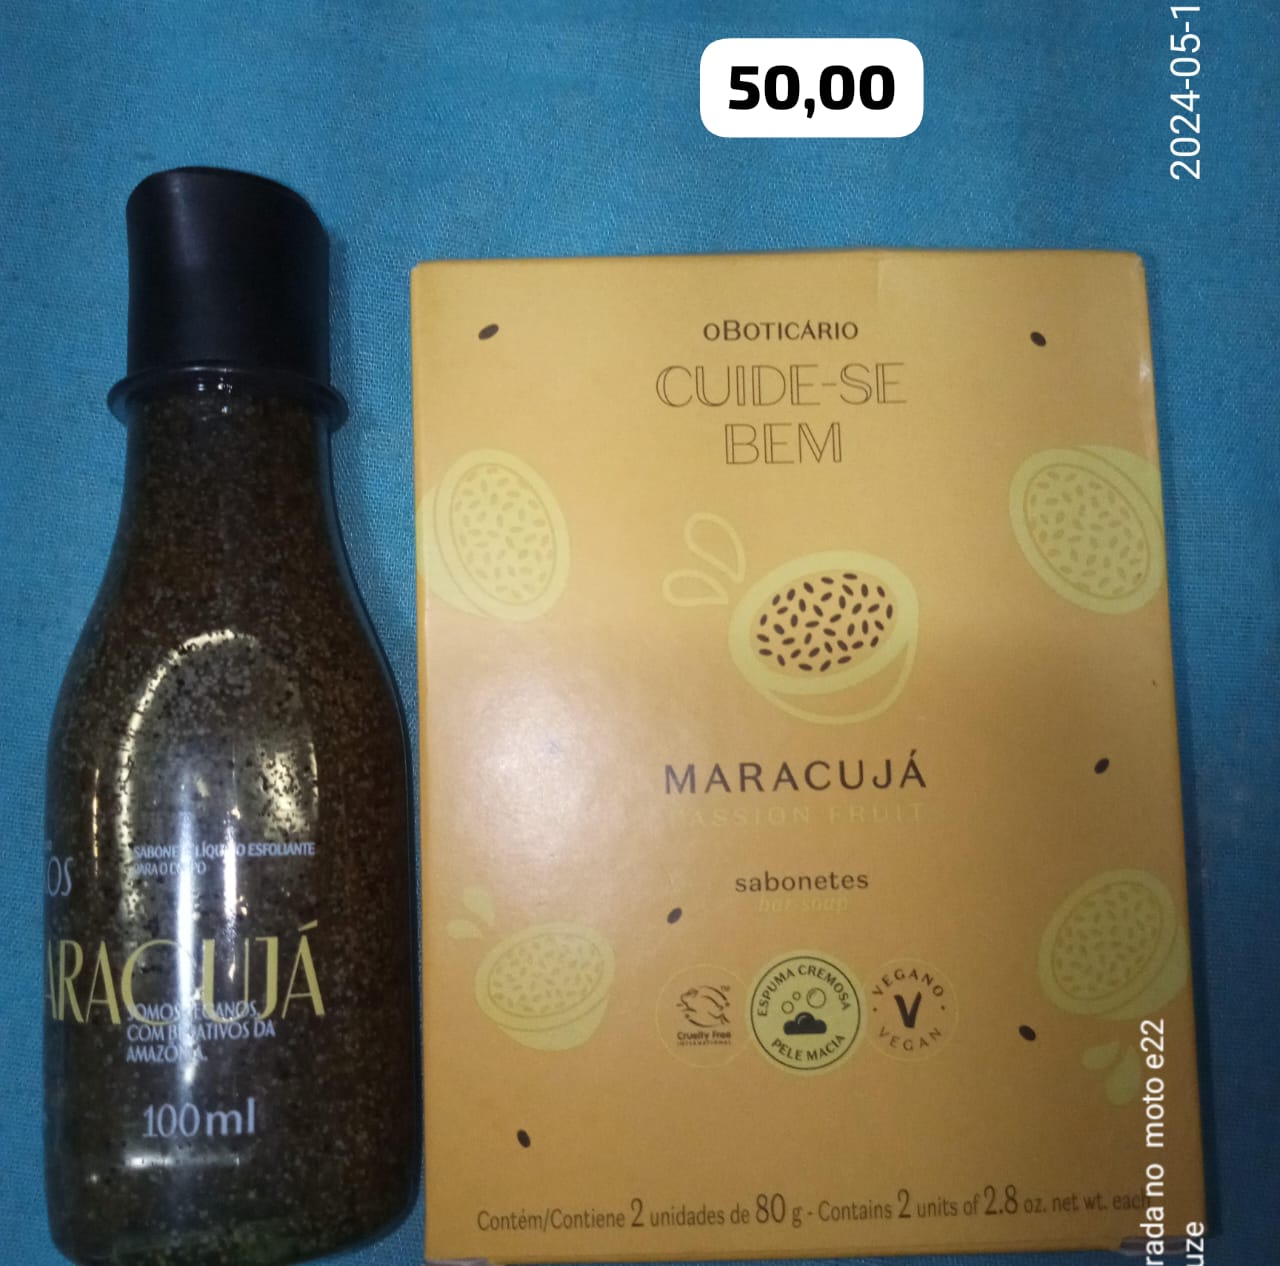 50,00
2024-05-1
oBOTICÁRIO
CUIDE-SE
BEM
MARACUJÁ
PASSION FRUIT
sabonetes
bar soap
Cruelty Free
INTERNATIONAL
ESPUMA CREMOSA
PELE MACIA
VEGANO
V
VEGAN
Contém/Contiene 2 unidades de 80 g - Contains 2 units of 2.8 oz. net wt. each
OS
SABONETE LÍQUIDO ESFOLIANTE
PARA O CORPO
ARACUJÁ
SOMOS VEGANOS,
COM BIOATIVOS DA
AMAZÔNIA.
100ml
rada no moto e22
uze